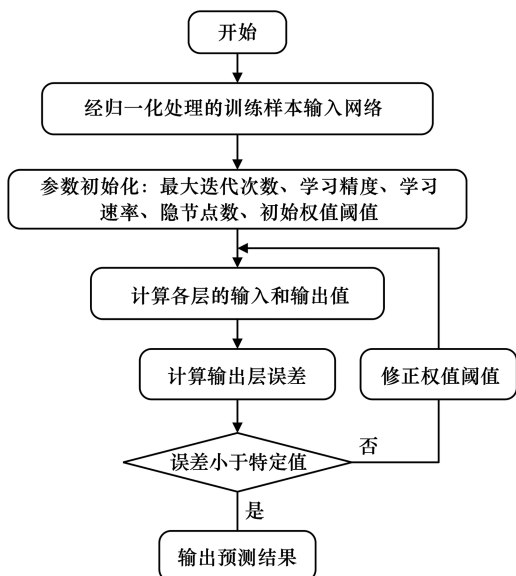 开始
经归一化处理的训练样本输入网络
参数初始化：最大迭代次数、学习精度、学习
速率、隐节点数、初始权值阈值
计算各层的输入和输出值
计算输出层误差
修正权值阈值
误差小于特定值
否
是
输出预测结果